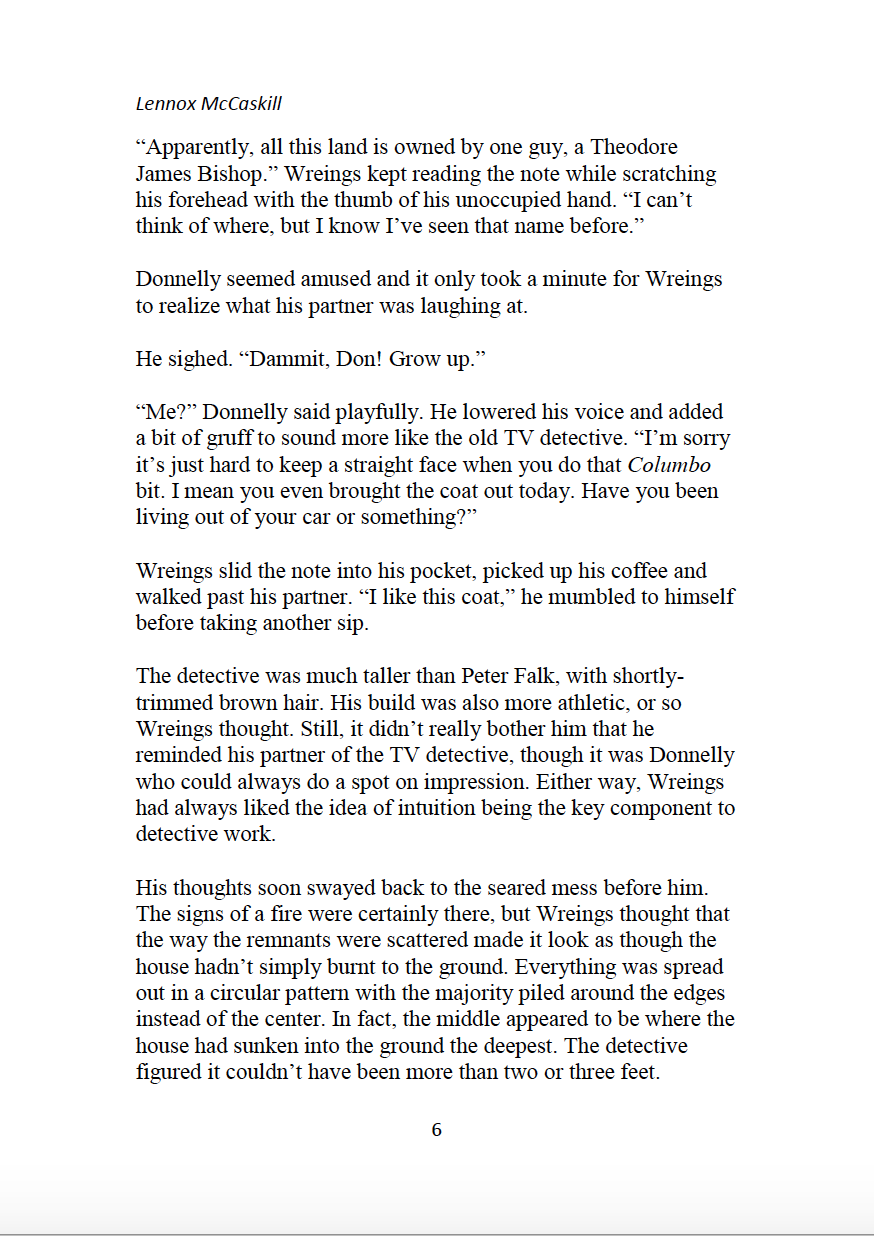 Lennox McCaskill
“Apparently, all this land is owned by one guy, a Theodore
James Bishop.” Wreings kept reading the note while scratching
his forehead with the thumb of his unoccupied hand. “I can’t
think of where, but I know I’ve seen that name before.”
Donnelly seemed amused and it only took a minute for Wreings
to realize what his partner was laughing at.
He sighed. “Dammit, Don! Grow up.”
“Me?” Donnelly said playfully. He lowered his voice and added
a bit of gruff to sound more like the old TV detective. “I’m sorry
it’s just hard to keep a straight face when you do that Columbo
bit. I mean you even brought the coat out today. Have you been
living out of your car or something?”
Wreings slid the note into his pocket, picked up his coffee and
walked past his partner. “I like this coat,” he mumbled to himself
before taking another sip.
The detective was much taller than Peter Falk, with shortly-
trimmed brown hair. His build was also more athletic, or so
Wreings thought. Still, it didn’t really bother him that he
reminded his partner of the TV detective, though it was Donnelly
who could always do a spot on impression. Either way, Wreings
had always liked the idea of intuition being the key component to
detective work.
His thoughts soon swayed back to the seared mess before him.
The signs of a fire were certainly there, but Wreings thought that
the way the remnants were scattered made it look as though the
house hadn’t simply burnt to the ground. Everything was spread
out in a circular pattern with the majority piled around the edges
instead of the center. In fact, the middle appeared to be where the
house had sunken into the ground the deepest. The detective
figured it couldn’t have been more than two or three feet.
6